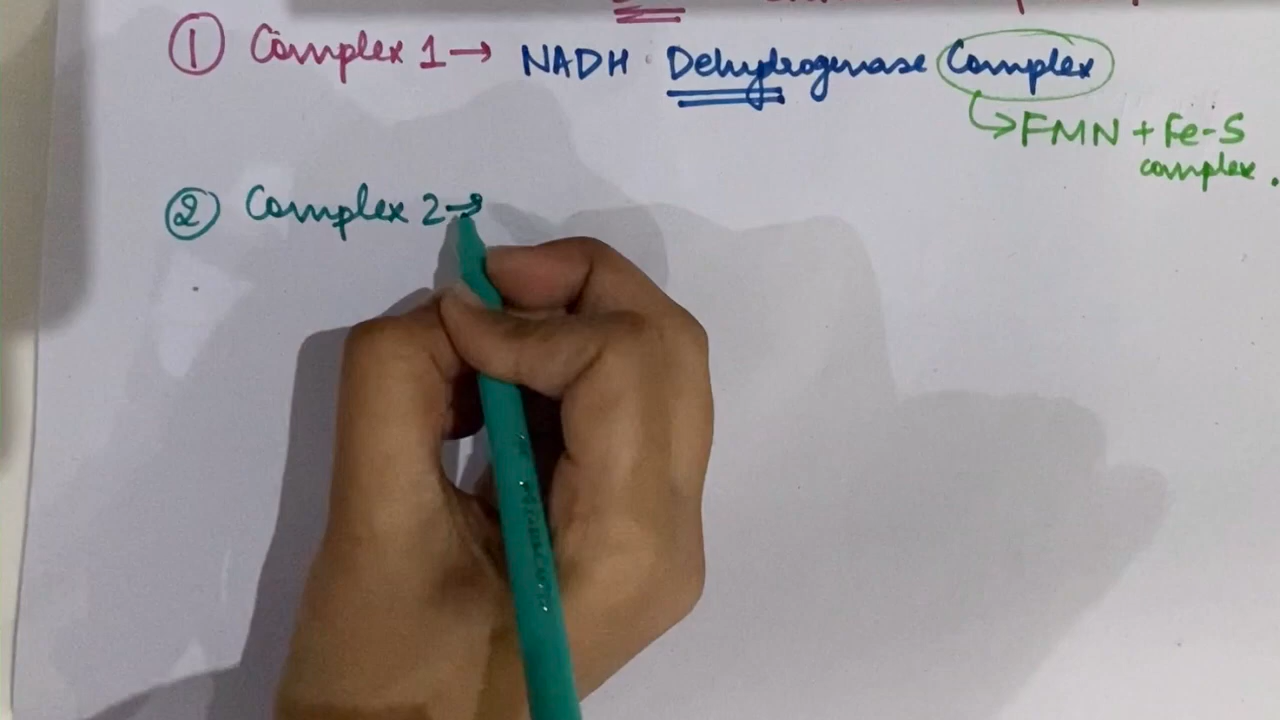 ① Complex 1 → NADH Dehydrogenase Complex
↳ FMN + Fe-S
complex.
② Complex 2 →